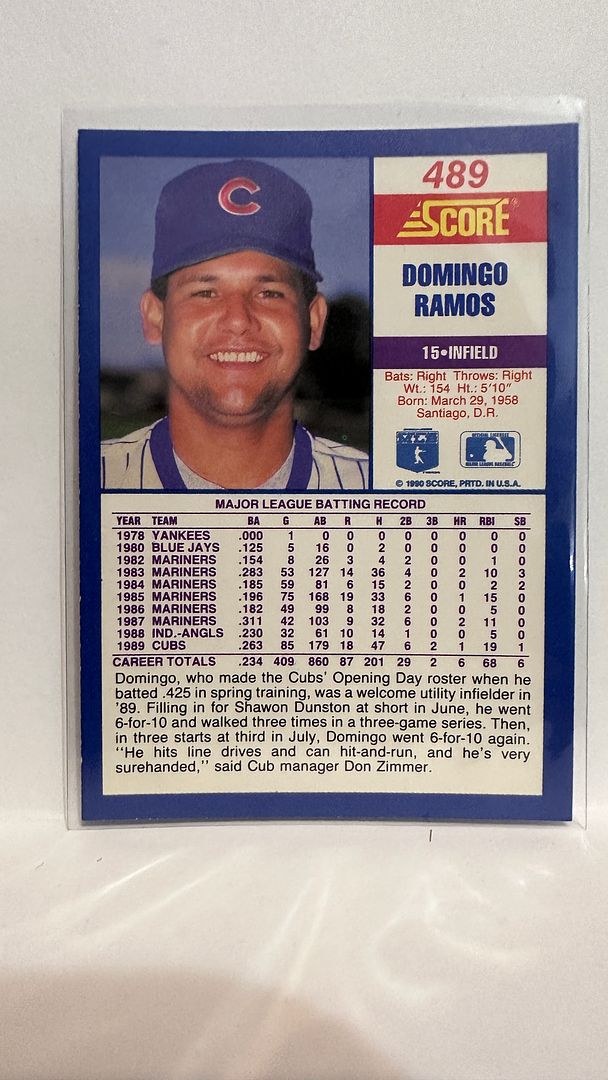 C
489
SCORE®
DOMINGO
RAMOS
15•INFIELD
Bats: Right Throws: Right
Wt.: 154 Ht.: 5'10"
Born: March 29, 1958
Santiago, D.R.
© 1990 SCORE, PRTD. IN U.S.A.
MAJOR LEAGUE BATTING RECORD
YEAR TEAM BA G AB R H 2B 3B HR RBI SB
1978 YANKEES .000 1 0 0 0 0 0 0 0 0
1980 BLUE JAYS .125 5 16 0 2 0 0 0 0 0
1982 MARINERS .154 8 26 3 4 2 0 0 1 0
1983 MARINERS .283 53 127 14 36 4 0 2 10 3
1984 MARINERS .185 59 81 6 15 2 0 0 2 2
1985 MARINERS .196 75 168 19 33 6 0 1 15 0
1986 MARINERS .182 49 99 8 18 2 0 0 5 0
1987 MARINERS .311 42 103 9 32 6 0 2 11 0
1988 IND.-ANGLS .230 32 61 10 14 1 0 0 5 0
1989 CUBS .263 85 179 18 47 6 2 1 19 1
CAREER TOTALS .234 409 860 87 201 29 2 6 68 6
Domingo, who made the Cubs' Opening Day roster when he
batted .425 in spring training, was a welcome utility infielder in
'89. Filling in for Shawon Dunston at short in June, he went
6-for-10 and walked three times in a three-game series. Then,
in three starts at third in July, Domingo went 6-for-10 again.
"He hits line drives and can hit-and-run, and he's very
surehanded," said Cub manager Don Zimmer.